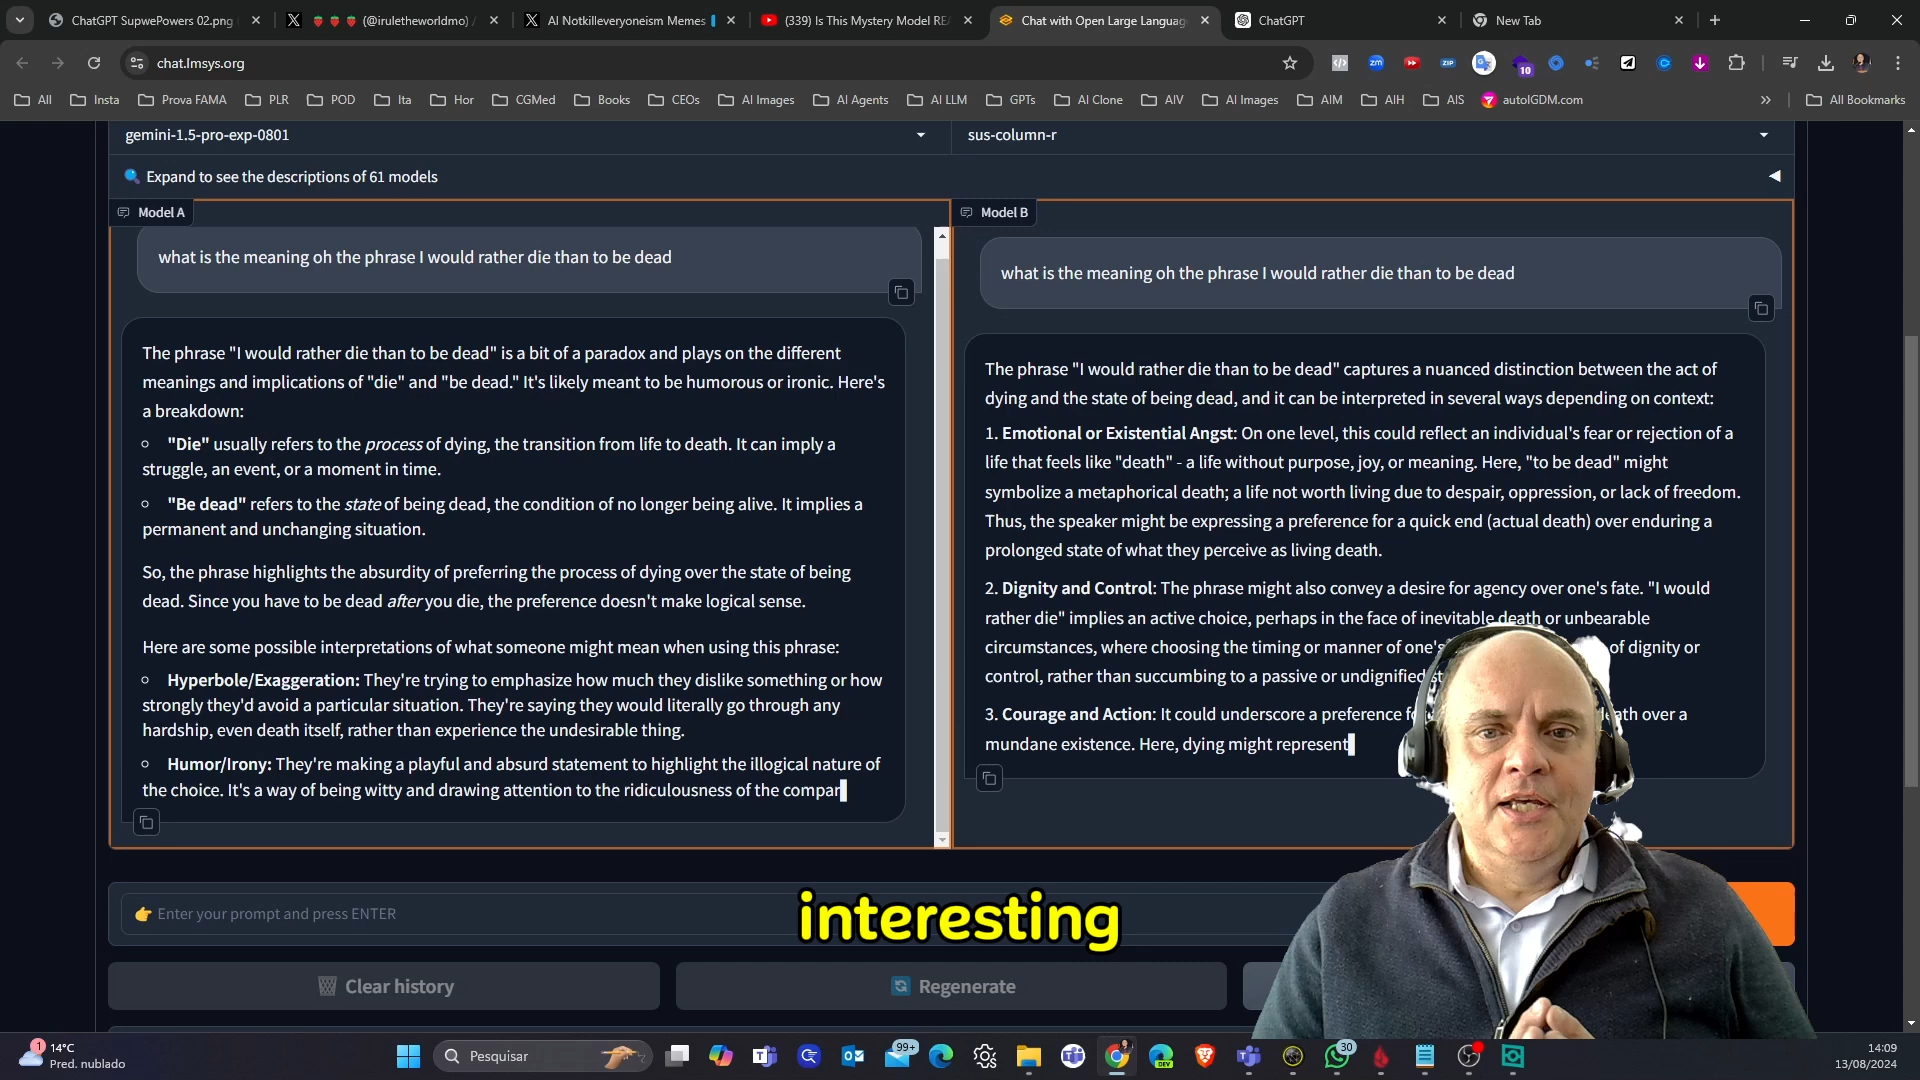 ChatGPT SupwePowers 02.png
(@iruletheworldmo)
AI Notkilleveryoneism Memes
(339) Is This Mystery Model RE
Chat with Open Large Languag
ChatGPT
New Tab
chat.lmsys.org
ZIP
10
All
Insta
Prova FAMA
PLR
POD
Ita
Hor
CGMed
Books
CEOs
AI Images
AI Agents
AI LLM
GPTs
AI Clone
AIV
AI Images
AIM
AIH
AIS
autoIGDM.com
All Bookmarks
gemini-1.5-pro-exp-0801
sus-column-r
Expand to see the descriptions of 61 models
Model A
what is the meaning oh the phrase I would rather die than to be dead
The phrase "I would rather die than to be dead" is a bit of a paradox and plays on the different
meanings and implications of "die" and "be dead." It's likely meant to be humorous or ironic. Here's
a breakdown:
"Die" usually refers to the process of dying, the transition from life to death. It can imply a
struggle, an event, or a moment in time.
"Be dead" refers to the state of being dead, the condition of no longer being alive. It implies a
permanent and unchanging situation.
So, the phrase highlights the absurdity of preferring the process of dying over the state of being
dead. Since you have to be dead after you die, the preference doesn't make logical sense.
Here are some possible interpretations of what someone might mean when using this phrase:
Hyperbole/Exaggeration: They're trying to emphasize how much they dislike something or how
strongly they'd avoid a particular situation. They're saying they would literally go through any
hardship, even death itself, rather than experience the undesirable thing.
Humor/Irony: They're making a playful and absurd statement to highlight the illogical nature of
the choice. It's a way of being witty and drawing attention to the ridiculousness of the compar
Model B
what is the meaning oh the phrase I would rather die than to be dead
The phrase "I would rather die than to be dead" captures a nuanced distinction between the act of
dying and the state of being dead, and it can be interpreted in several ways depending on context:
1. Emotional or Existential Angst: On one level, this could reflect an individual's fear or rejection of a
life that feels like "death" - a life without purpose, joy, or meaning. Here, "to be dead" might
symbolize a metaphorical death; a life not worth living due to despair, oppression, or lack of freedom.
Thus, the speaker might be expressing a preference for a quick end (actual death) over enduring a
prolonged state of what they perceive as living death.
2. Dignity and Control: The phrase might also convey a desire for agency over one's fate. "I would
rather die" implies an active choice, perhaps in the face of inevitable death or unbearable
circumstances, where choosing the timing or manner of one's of dignity or
control, rather than succumbing to a passive or undignified
3. Courage and Action: It could underscore a preference death over a
mundane existence. Here, dying might represent
Enter your prompt and press ENTER
interesting
Clear history
Regenerate
1
14°C
Pred. nublado
Pesquisar
99+
DEV
30
14:09
13/08/2024